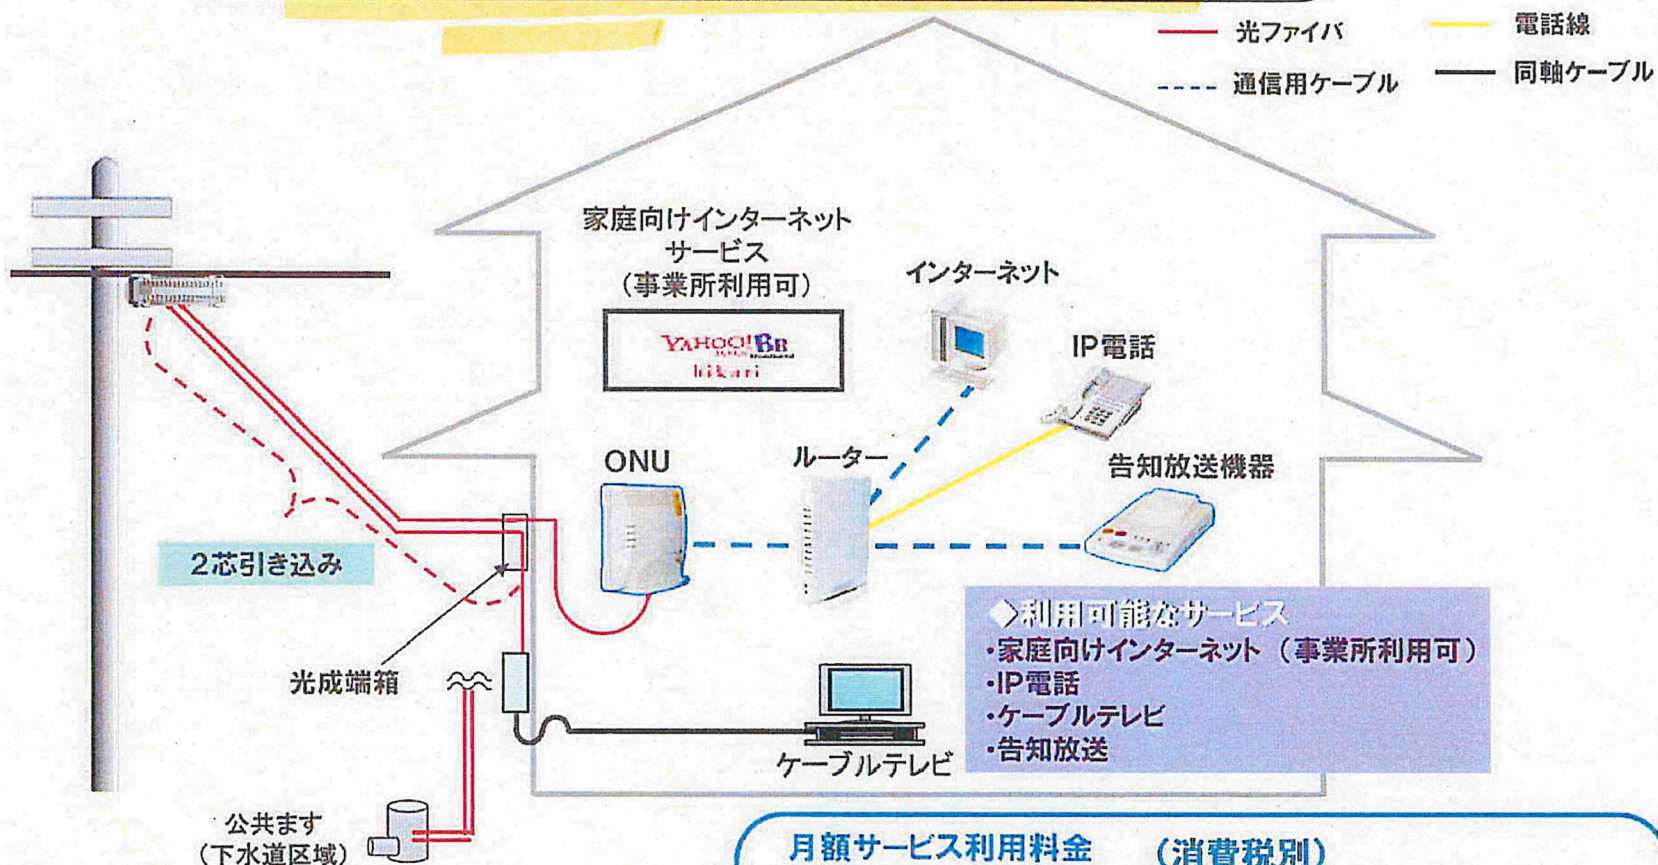 光ファイバ
電話線
通信用ケーブル
同軸ケーブル
家庭向けインターネット
サービス
（事業所利用可）
YAHOO! BB
JAPAN Broadband
hikari
インターネット
IP電話
ONU
ルーター
告知放送機器
2芯引き込み
光成端箱
◆利用可能なサービス
・家庭向けインターネット（事業所利用可）
・IP電話
・ケーブルテレビ
・告知放送
ケーブルテレビ
公共ます
（下水道区域）
月額サービス利用料金　（消費税別）